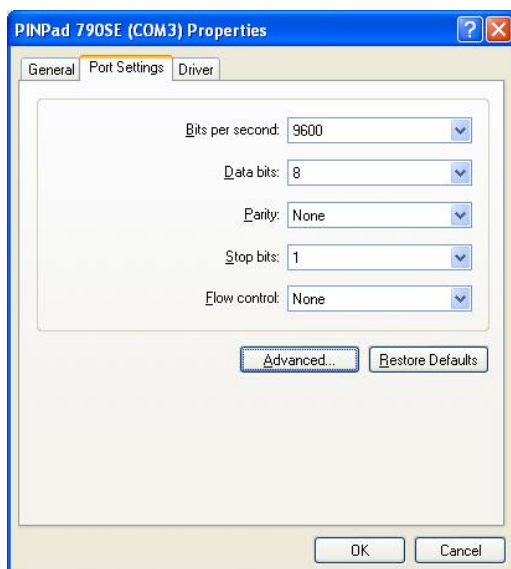 PINPad 790SE (COM3) Properties
General Port Settings Driver
Bits per second: 9600
Data bits: 8
Parity: None
Stop bits: 1
Flow control: None
Advanced... Restore Defaults
OK Cancel